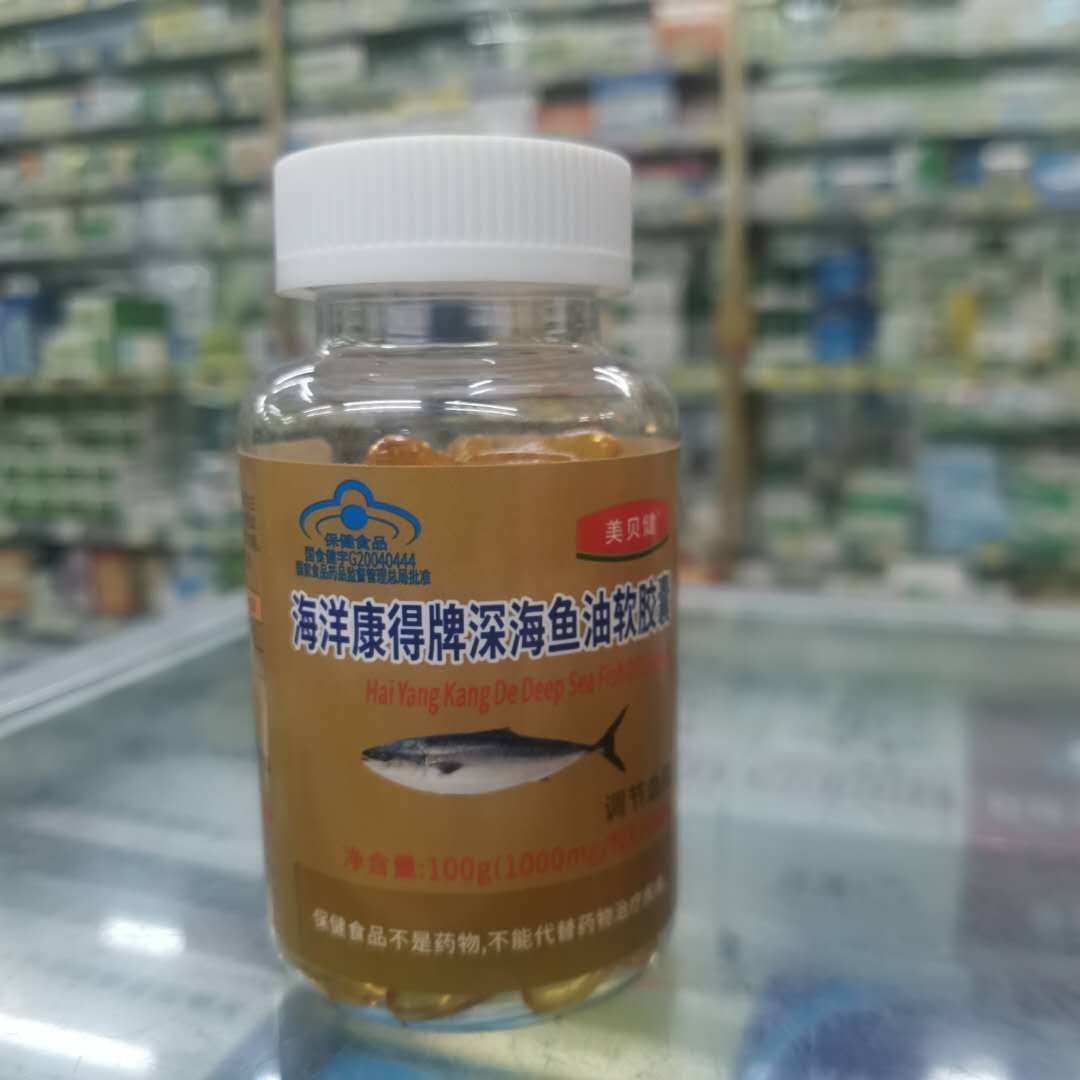 保健食品
国食健字G20040444
国家食品药品监督管理总局批准
美贝健
海洋康得牌深海鱼油软胶囊
Hai Yang Kang De Deep Sea Fish
调节血
净含量:100g(1000mg/
保健食品不是药物,不能代替药物治疗疾病